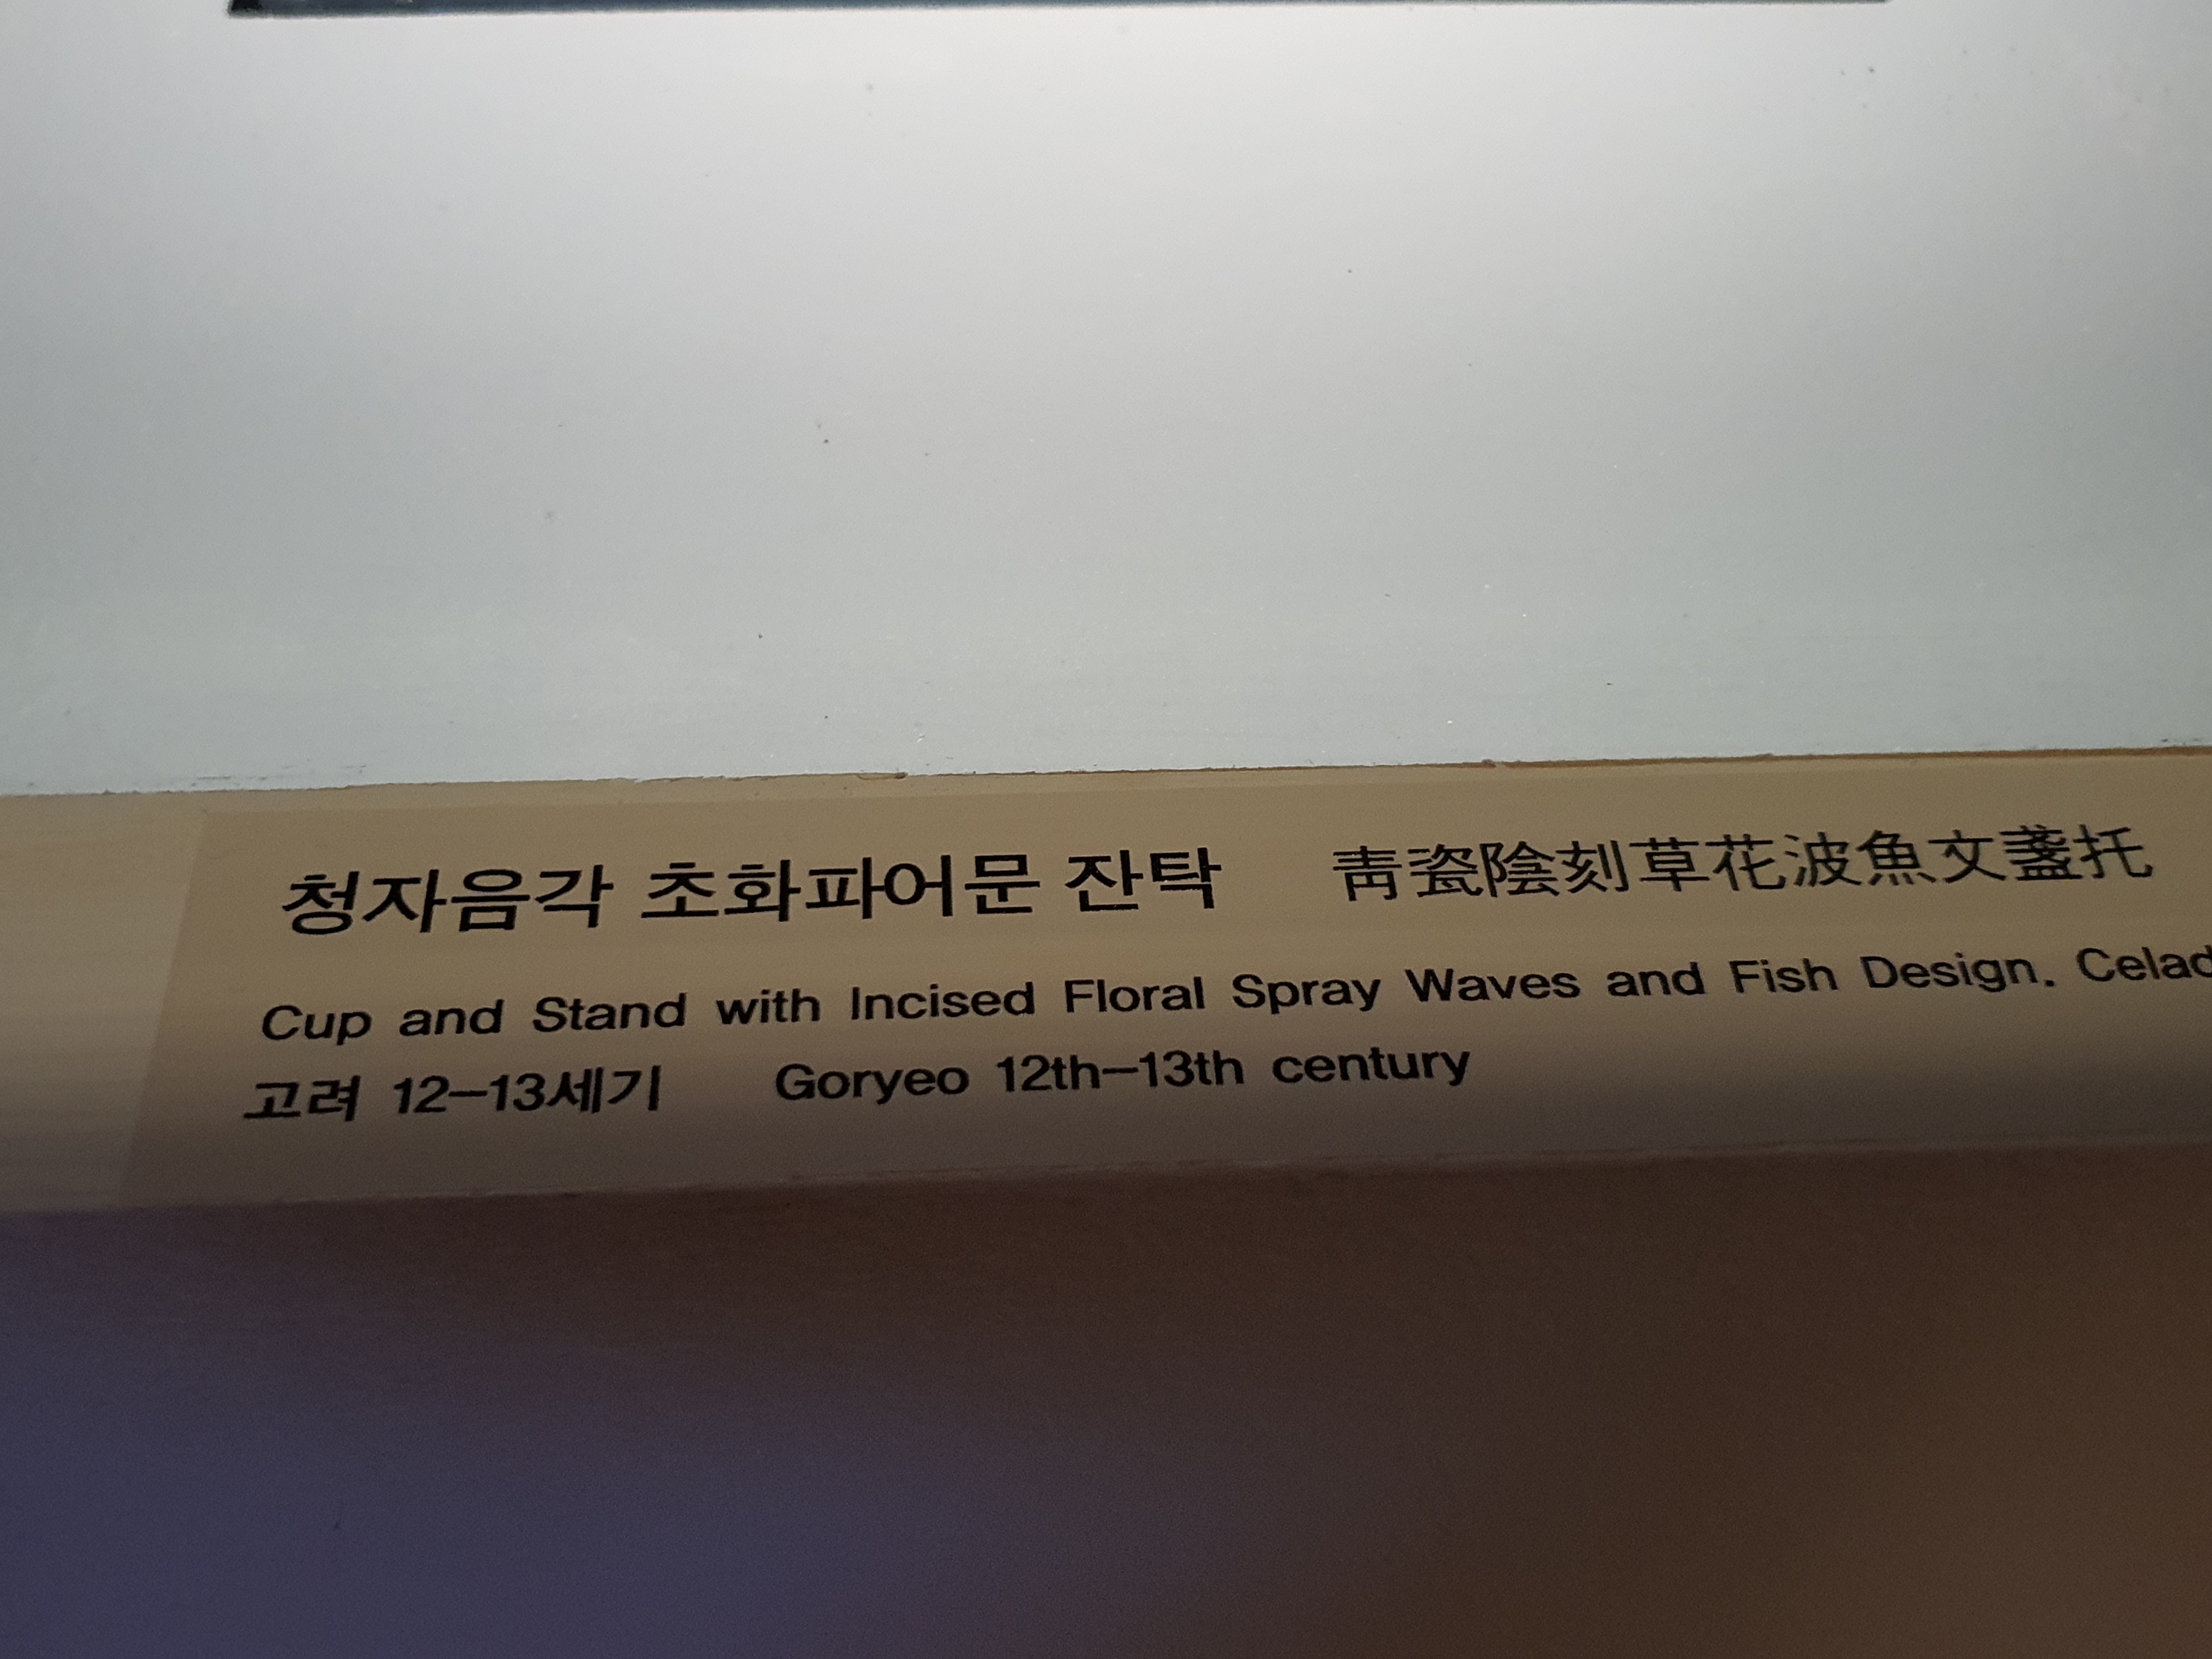 청자음각 초화파어문 잔탁 靑瓷陰刻草花波魚文盞托
Cup and Stand with Incised Floral Spray Waves and Fish Design. Celad
고려 12–13세기 Goryeo 12th–13th century